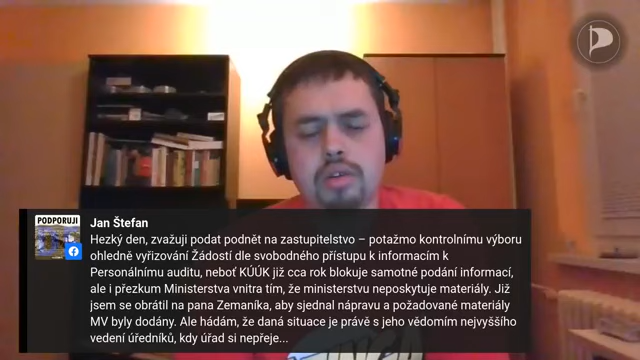 PODPORUJI
Jan Štefan
Hezký den, zvažuji podat podnět na zastupitelstvo – potažmo kontrolnímu výboru
ohledně vyřizování Žádostí dle svobodného přístupu k informacím k
Personálnímu auditu, neboť KÚÚK již cca rok blokuje samotné podání informací,
ale i přezkum Ministerstva vnitra tím, že ministerstvu neposkytuje materiály. Již
jsem se obrátil na pana Zemaníka, aby sjednal nápravu a požadované materiály
MV byly dodány. Ale hádám, že daná situace je právě s jeho vědomím nejvyššího
vedení úředníků, kdy úřad si nepřeje...